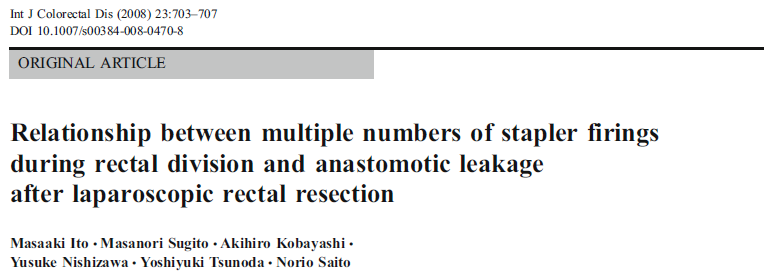 Int J Colorectal Dis (2008) 23:703–707
DOI 10.1007/s00384-008-0470-8
ORIGINAL ARTICLE
Relationship between multiple numbers of stapler firings
during rectal division and anastomotic leakage
after laparoscopic rectal resection
Masaaki Ito • Masanori Sugito • Akihiro Kobayashi •
Yusuke Nishizawa • Yoshiyuki Tsunoda • Norio Saito